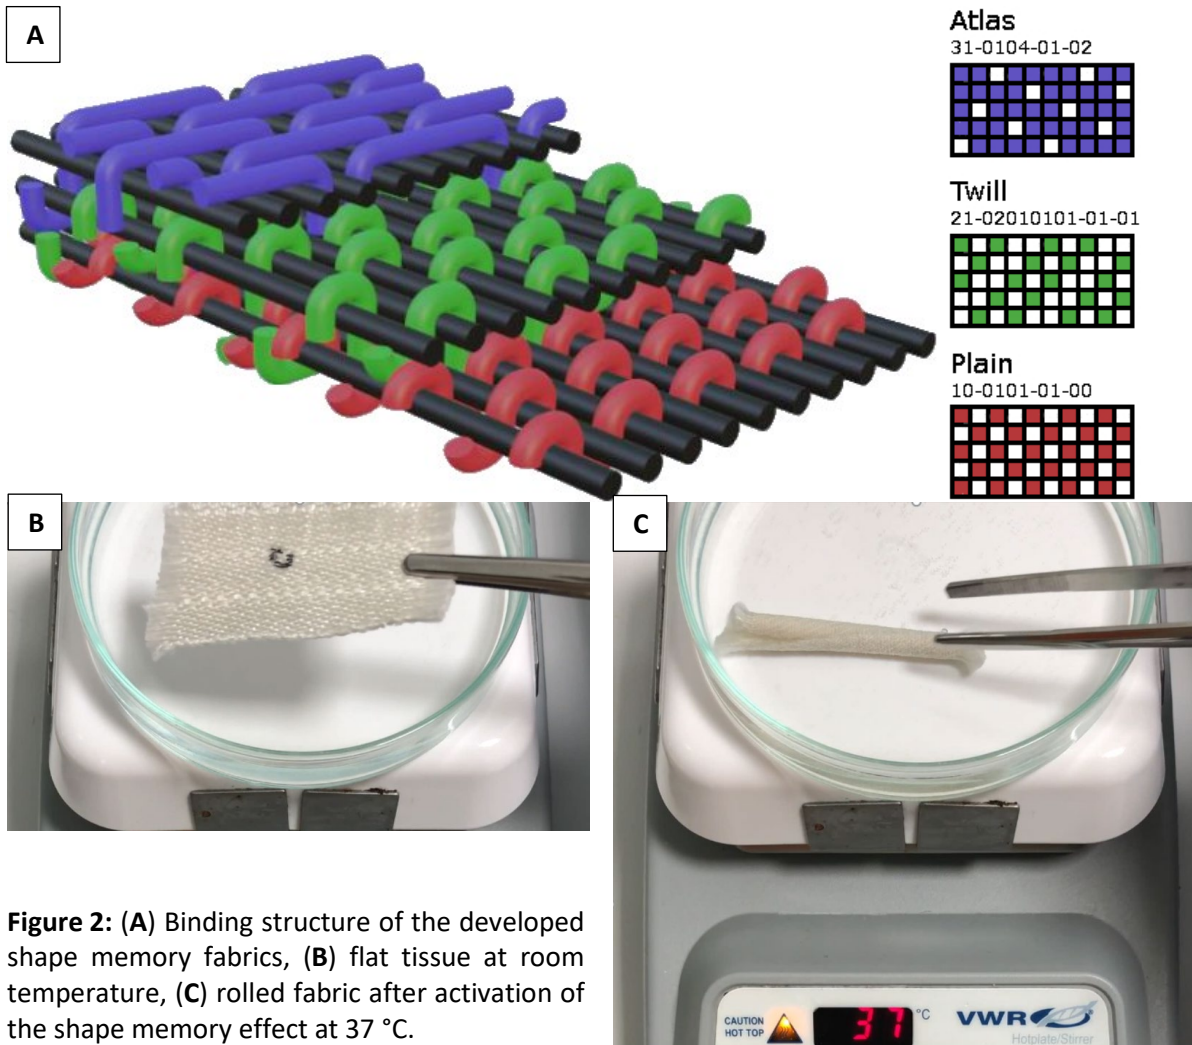 A
Atlas
31-0104-01-02
Twill
21-02010101-01-01
Plain
10-0101-01-00
B
C
Figure 2: (A) Binding structure of the developed
shape memory fabrics, (B) flat tissue at room
temperature, (C) rolled fabric after activation of
the shape memory effect at 37 °C.
CAUTION
HOT TOP
37 °C
VWR
Hotplate/Stirrer